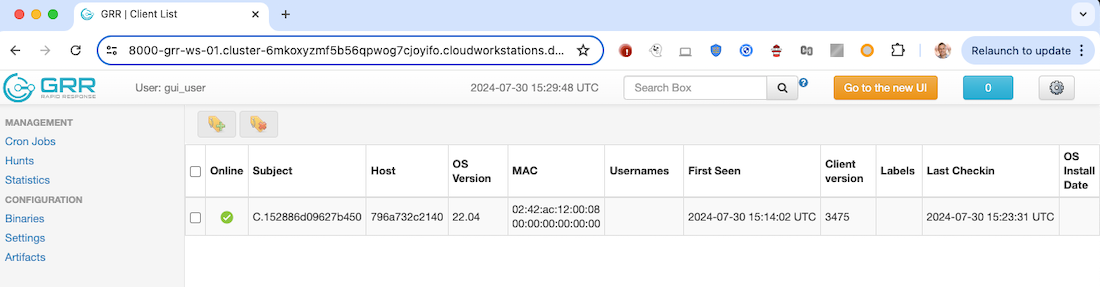 GRR | Client List
8000-grr-ws-01.cluster-6mkoxyzmf5b56qpwog7cjoyifo.cloudworkstations.d...
Relaunch to update
GRR
RAPID RESPONSE
User: gui_user
2024-07-30 15:29:48 UTC
Search Box
?
Go to the new UI
0
MANAGEMENT
Cron Jobs
Hunts
Statistics
CONFIGURATION
Binaries
Settings
Artifacts
Online Subject Host OS Version MAC Usernames First Seen Client version Labels Last Checkin OS Install Date
C.152886d09627b450 796a732c2140 22.04 02:42:ac:12:00:08 2024-07-30 15:14:02 UTC 3475 2024-07-30 15:23:31 UTC
00:00:00:00:00:00